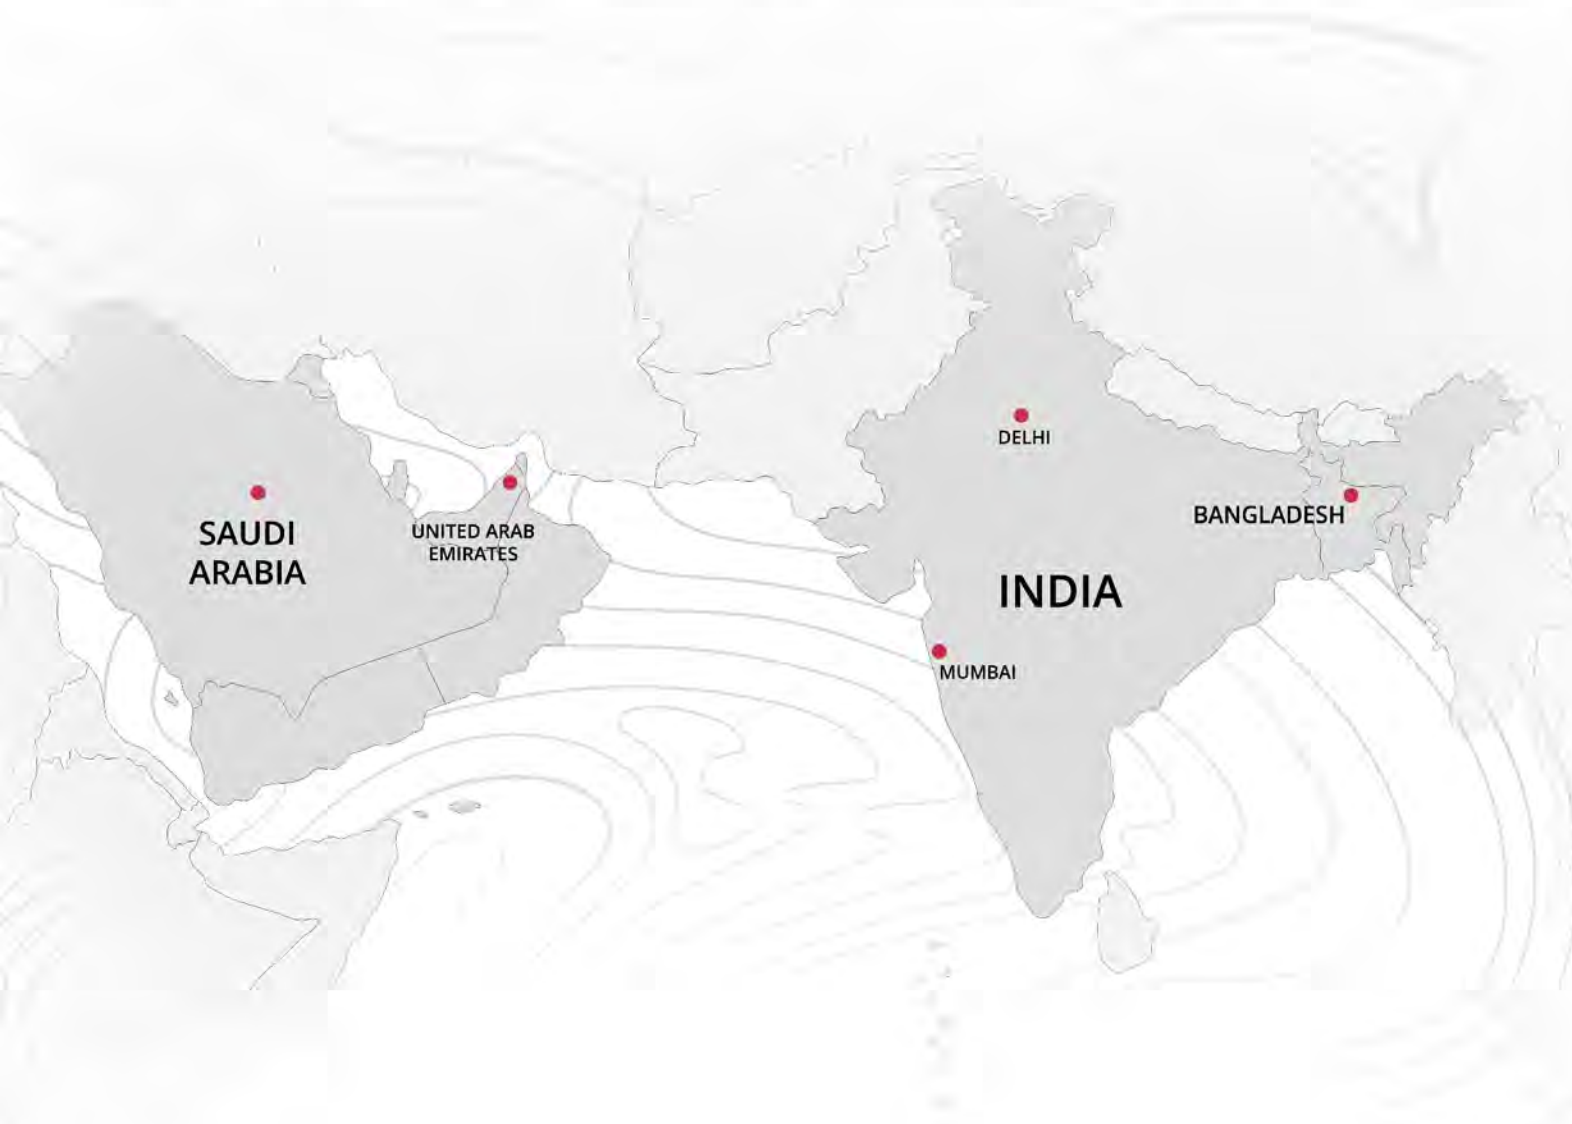 DELHI
BANGLADESH
SAUDI
ARABIA
UNITED ARAB
EMIRATES
INDIA
MUMBAI